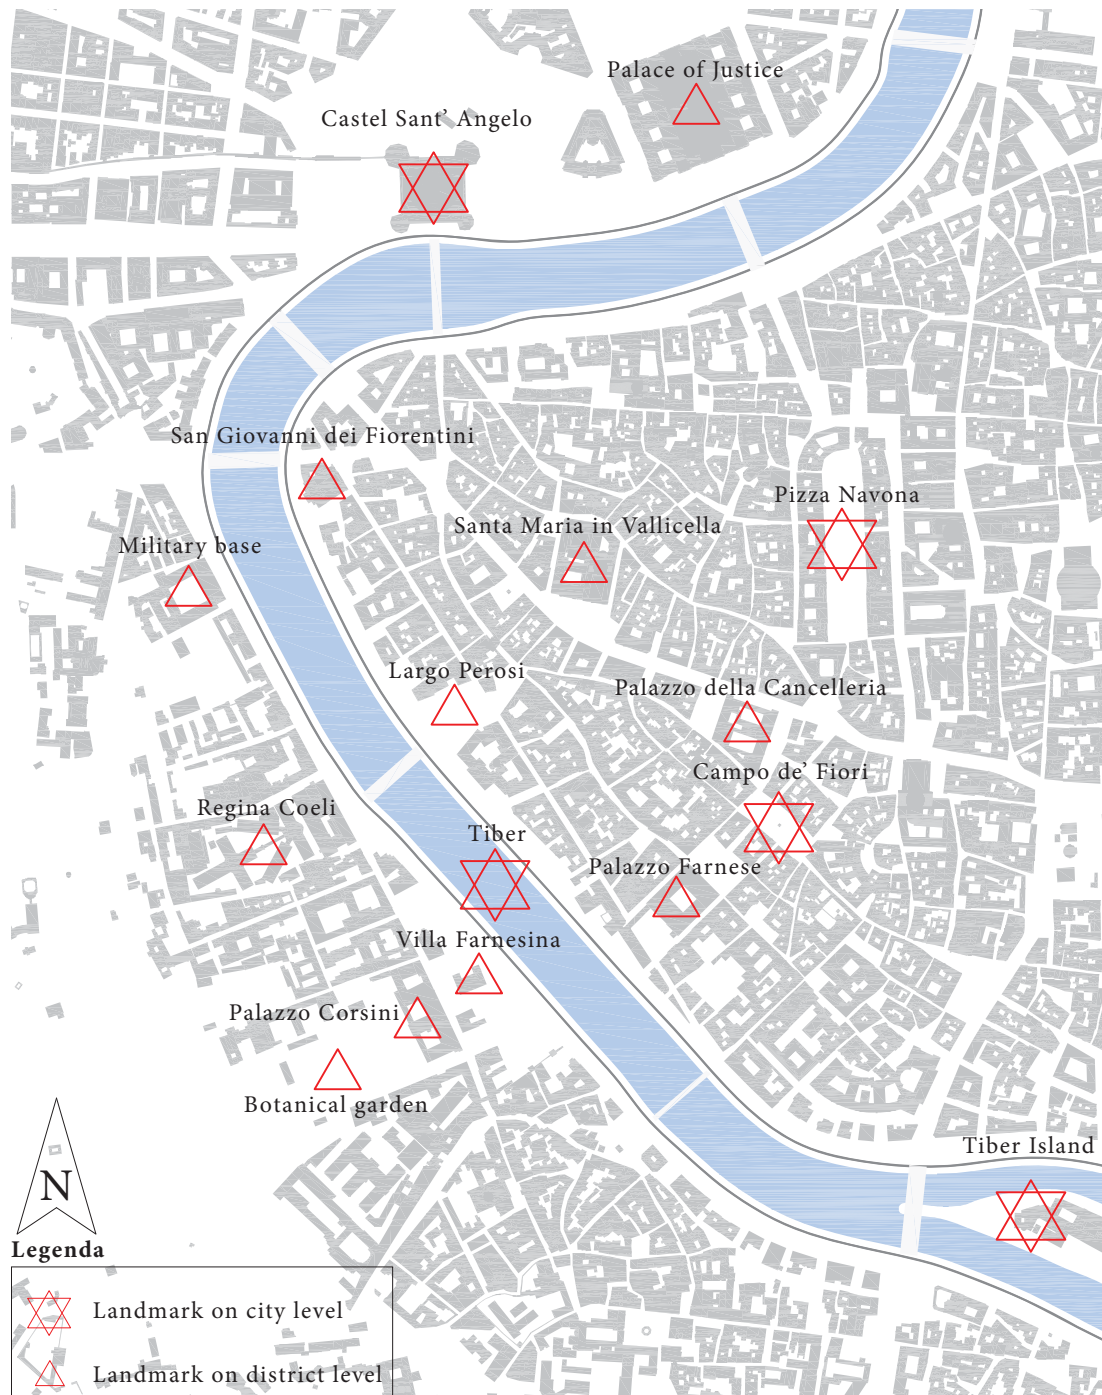 Palace of Justice
Castel Sant’ Angelo
San Giovanni dei Fiorentini
Pizza Navona
Santa Maria in Vallicella
Military base
Largo Perosi
Palazzo della Cancelleria
Campo de’ Fiori
Regina Coeli
Tiber
Palazzo Farnese
Villa Farnesina
Palazzo Corsini
Botanical garden
Tiber Island
N
Legenda
Landmark on city level
Landmark on district level